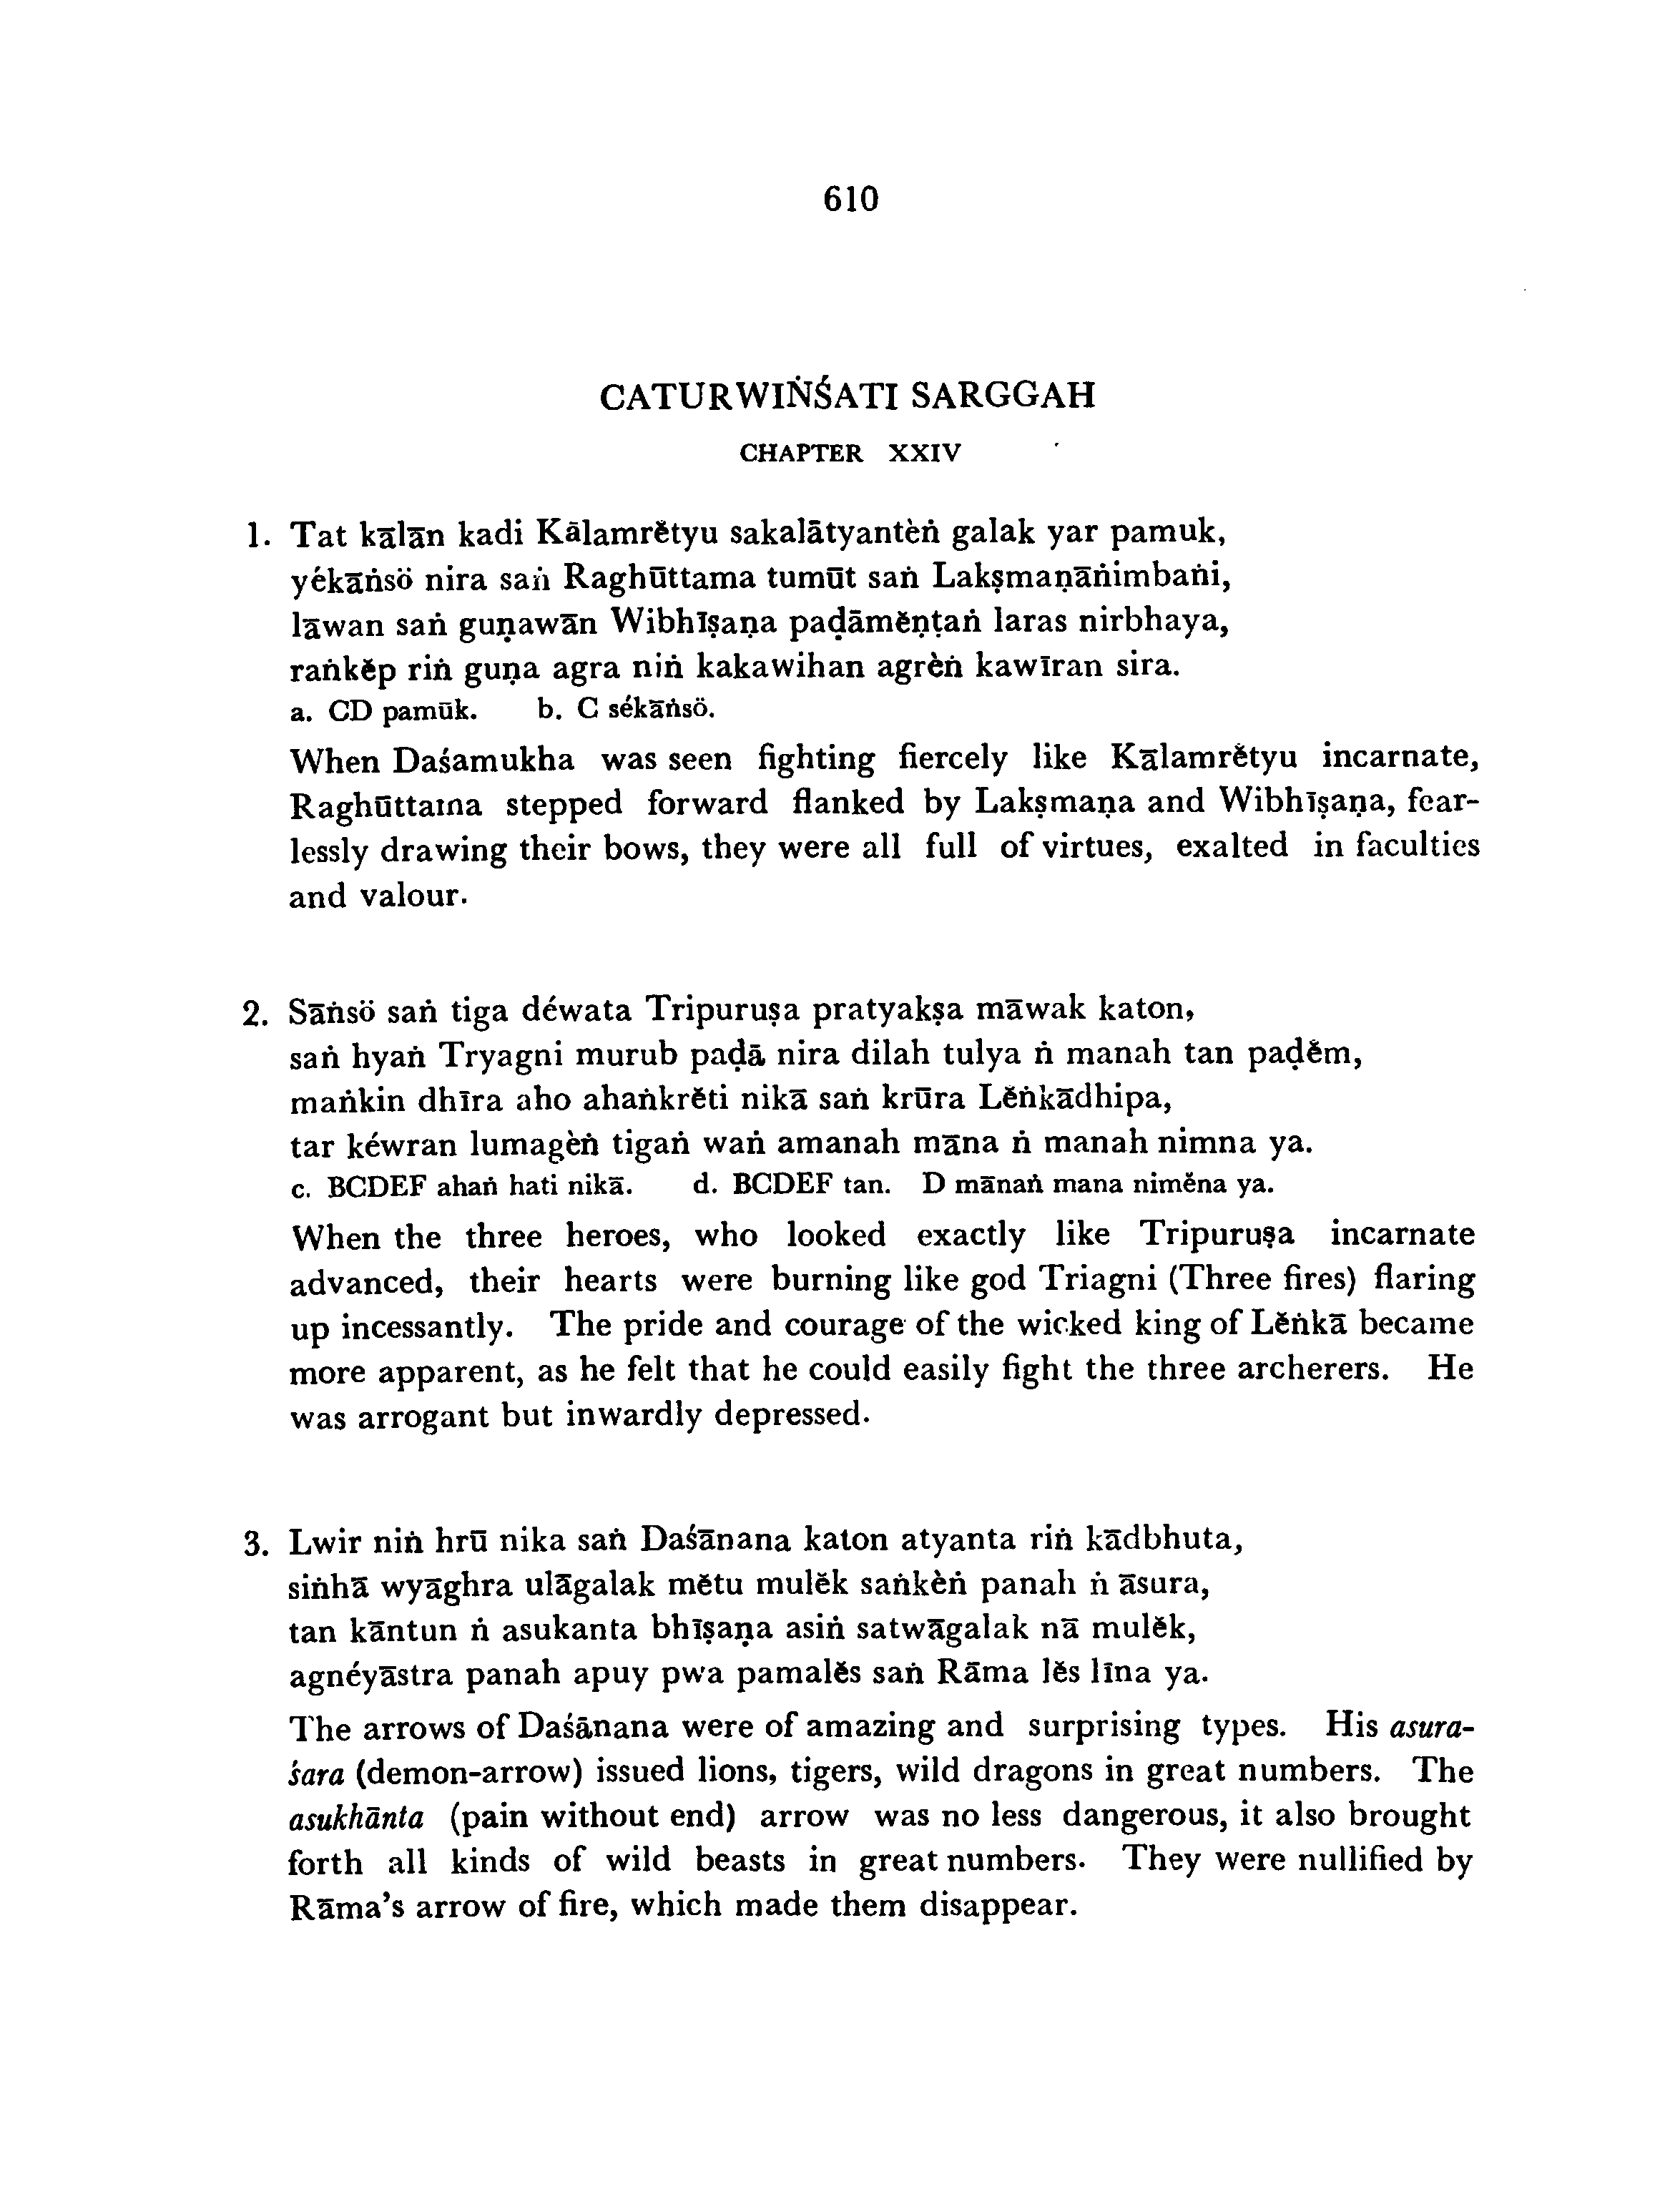 610
CATURWIṄŚATI SARGGAH
CHAPTER XXIV
1. Tat kālān kadi Kālamrĕtyu sakalātyantèṅ galak yar pamuk,
yékāṅsö nira saṅ Raghūttama tumūt saṅ Lakṣmaṇāṅimbaṅi,
lāwan saṅ guṇawān Wibhīṣaṇa paḍāmĕṇṭaṅ laras nirbhaya,
raṅkĕp riṅ guṇa agra niṅ kakawihan agrèṅ kawīran sira.
a. CD pamūk. b. C sékāṅsö.
When Daśamukha was seen fighting fiercely like Kālamrĕtyu incarnate,
Raghūttama stepped forward flanked by Lakṣmaṇa and Wibhīṣaṇa, fear-
lessly drawing their bows, they were all full of virtues, exalted in faculties
and valour.
2. Sāṅsö saṅ tiga déwata Tripuruṣa pratyakṣa māwak katon,
saṅ hyaṅ Tryagni murub paḍā nira dilah tulya ṅ manah tan paḍĕm,
maṅkin dhīra aho ahaṅkrĕti nikā saṅ krūra Lĕṅkādhipa,
tar kéwran lumagèṅ tigaṅ waṅ amanah māna ṅ manah nimna ya.
c. BCDEF ahaṅ hati nikā. d. BCDEF tan. D mānaṅ mana nimĕna ya.
When the three heroes, who looked exactly like Tripuruṣa incarnate
advanced, their hearts were burning like god Triagni (Three fires) flaring
up incessantly. The pride and courage of the wicked king of Lĕṅkā became
more apparent, as he felt that he could easily fight the three archerers. He
was arrogant but inwardly depressed.
3. Lwir niṅ hrū nika saṅ Daśānana katon atyanta riṅ kādbhuta,
siṅhā wyāghra ulāgalak mĕtu mulĕk saṅkèṅ panah ṅ āsura,
tan kāntun ṅ asukanta bhīṣaṇa asiṅ satwāgalak nā mulĕk,
agnéyāstra panah apuy pwa pamalĕs saṅ Rāma lĕs līna ya.
The arrows of Daśānana were of amazing and surprising types. His asura-
śara (demon-arrow) issued lions, tigers, wild dragons in great numbers. The
asukhānta (pain without end) arrow was no less dangerous, it also brought
forth all kinds of wild beasts in great numbers. They were nullified by
Rāma's arrow of fire, which made them disappear.